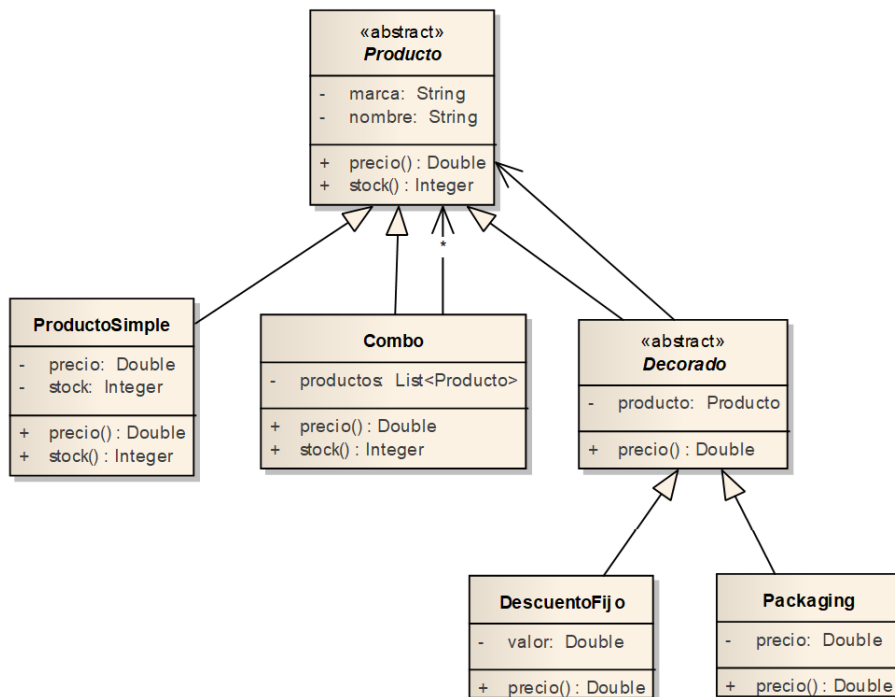 «abstract»
Producto
- marca: String
- nombre: String
+ precio() : Double
+ stock() : Integer
*
ProductoSimple
- precio: Double
- stock: Integer
+ precio() : Double
+ stock() : Integer
Combo
- productos: List<Producto>
+ precio() : Double
+ stock() : Integer
«abstract»
Decorado
- producto: Producto
+ precio() : Double
DescuentoFijo
- valor: Double
+ precio() : Double
Packaging
- precio: Double
+ precio() : Double